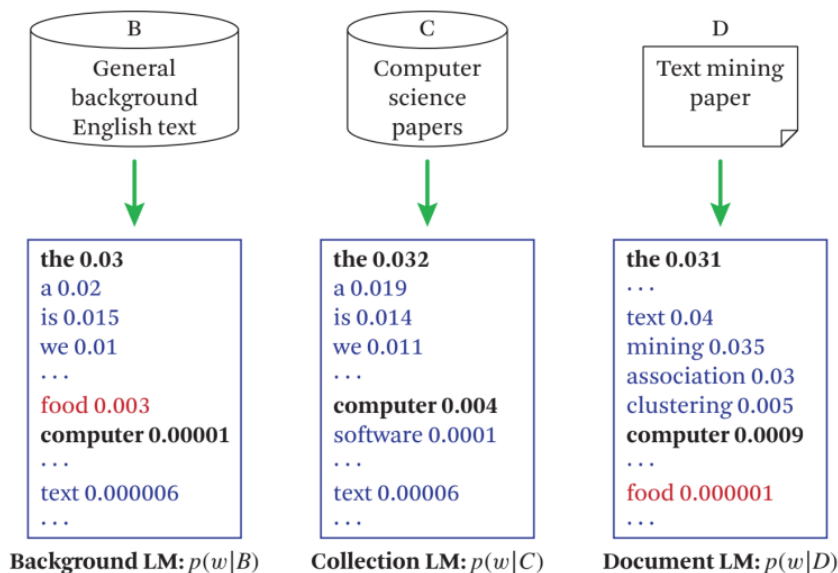 B
General
background
English text
C
Computer
science
papers
D
Text mining
paper
the 0.03
a 0.02
is 0.015
we 0.01
· · ·
food 0.003
computer 0.00001
· · ·
text 0.000006
· · ·
Background LM: p(w|B)
the 0.032
a 0.019
is 0.014
we 0.011
· · ·
computer 0.004
software 0.0001
· · ·
text 0.00006
· · ·
Collection LM: p(w|C)
the 0.031
· · ·
text 0.04
mining 0.035
association 0.03
clustering 0.005
computer 0.0009
· · ·
food 0.000001
· · ·
Document LM: p(w|D)